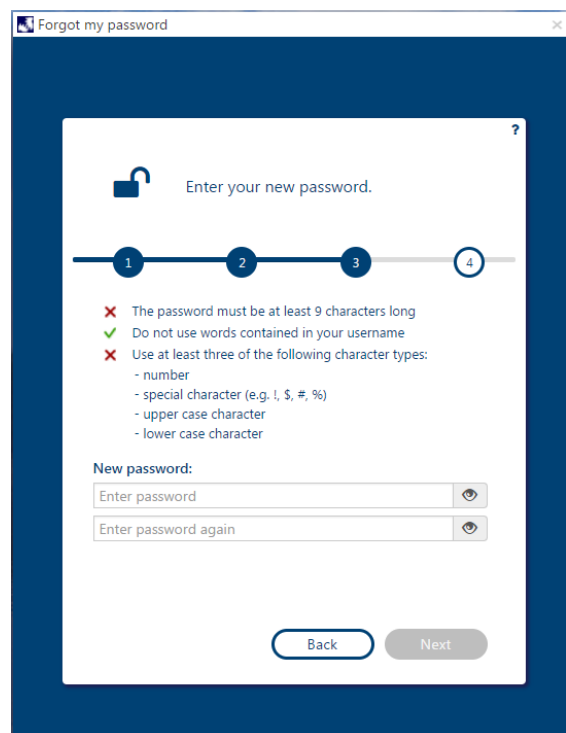 Forgot my password
?
Enter your new password.
1 2 3 4
The password must be at least 9 characters long
Do not use words contained in your username
Use at least three of the following character types:
- number
- special character (e.g. !, $, #, %)
- upper case character
- lower case character
New password:
Enter password
Enter password again
Back Next